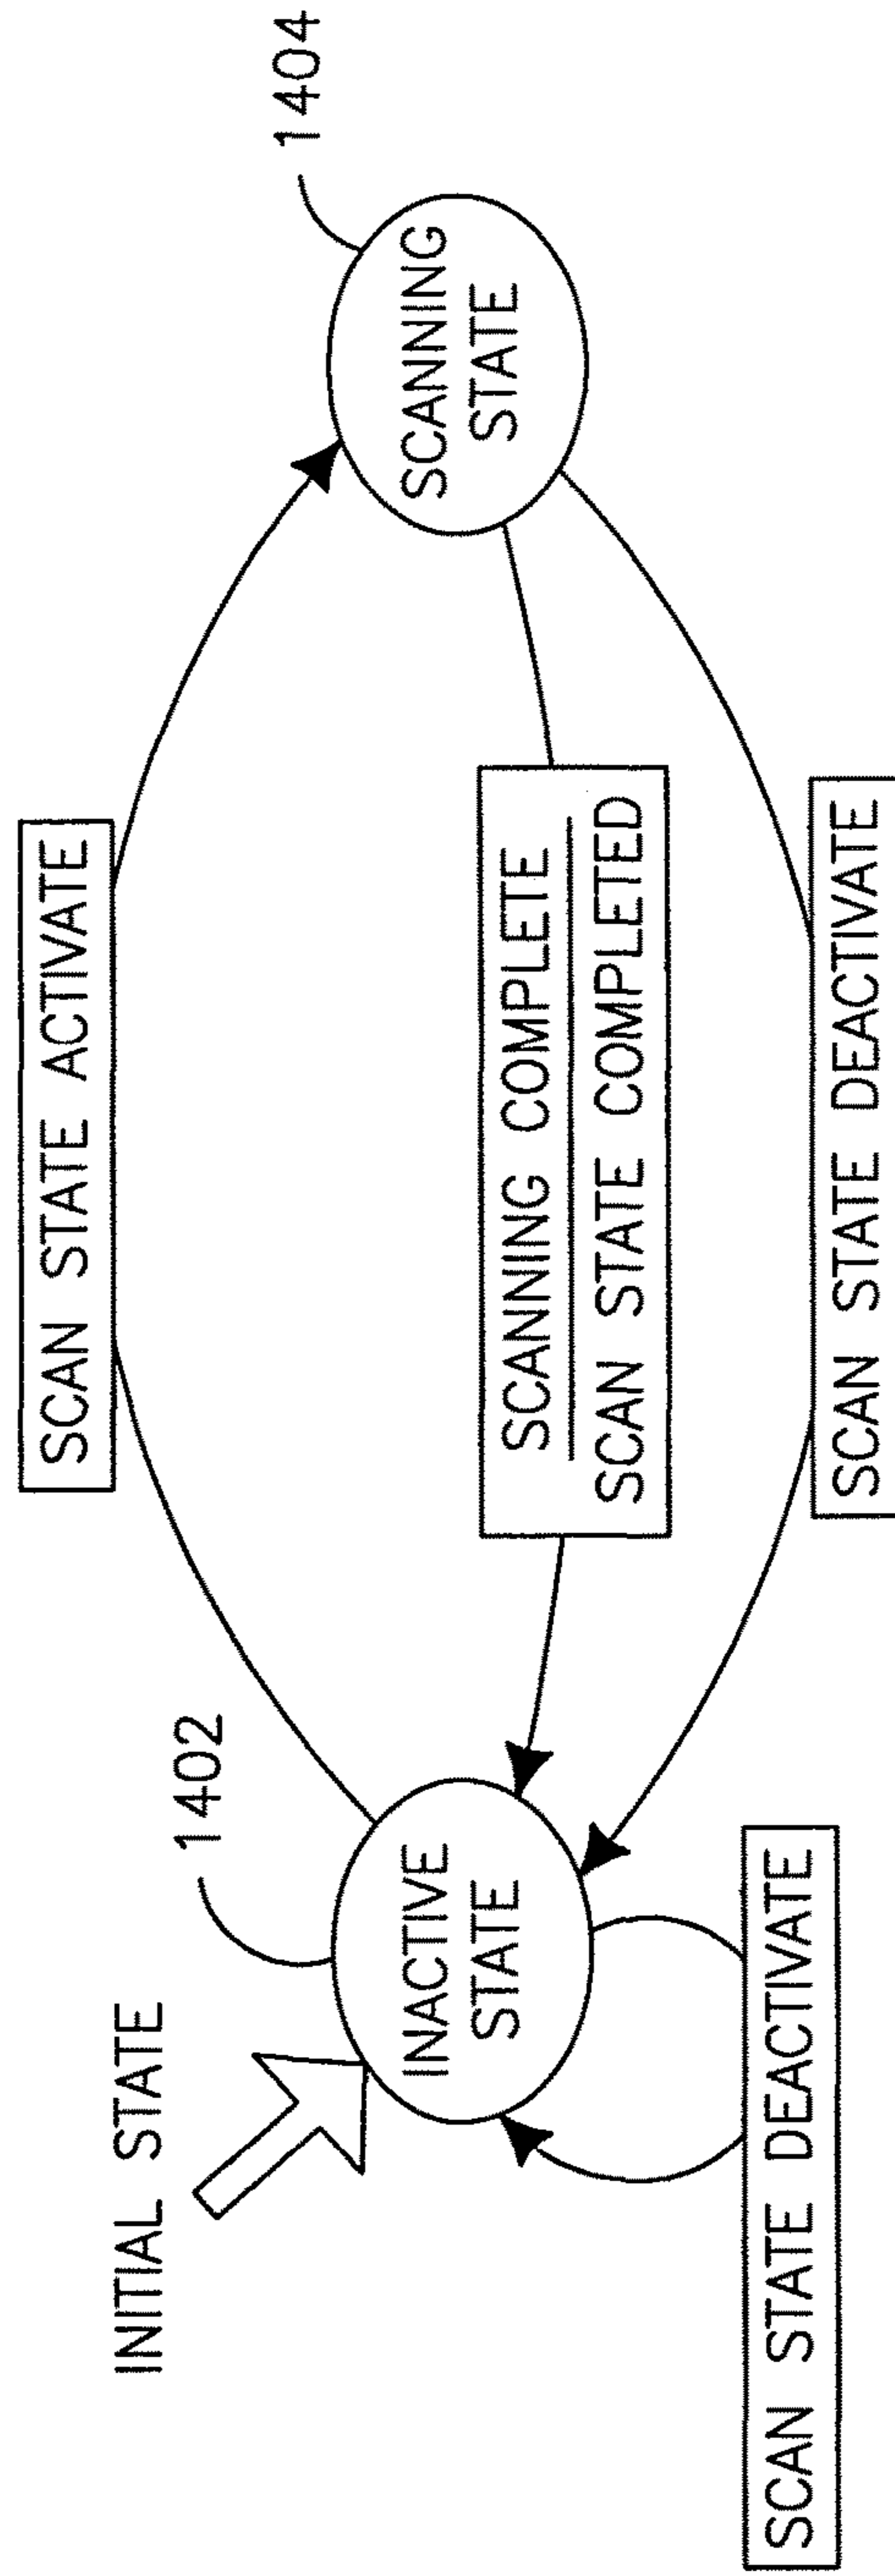 SCAN STATE ACTIVATE
1404
INITIAL STATE
1402
INACTIVE
STATE
SCANNING
STATE
SCANNING COMPLETE
SCAN STATE COMPLETED
SCAN STATE DEACTIVATE
SCAN STATE DEACTIVATE